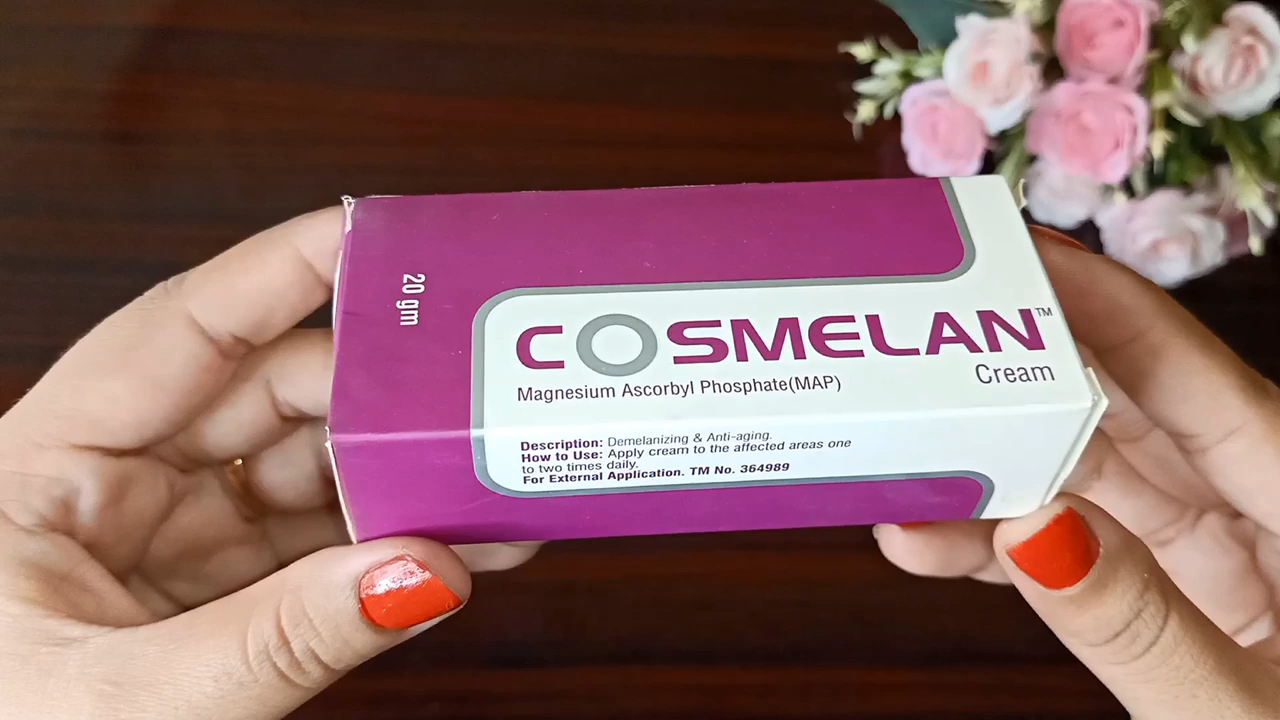 20 gm
COSMELAN™
Magnesium Ascorbyl Phosphate(MAP)
Cream
Description: Demelanizing & Anti-aging.
How to Use: Apply cream to the affected areas one
to two times daily.
For External Application. TM No. 364989